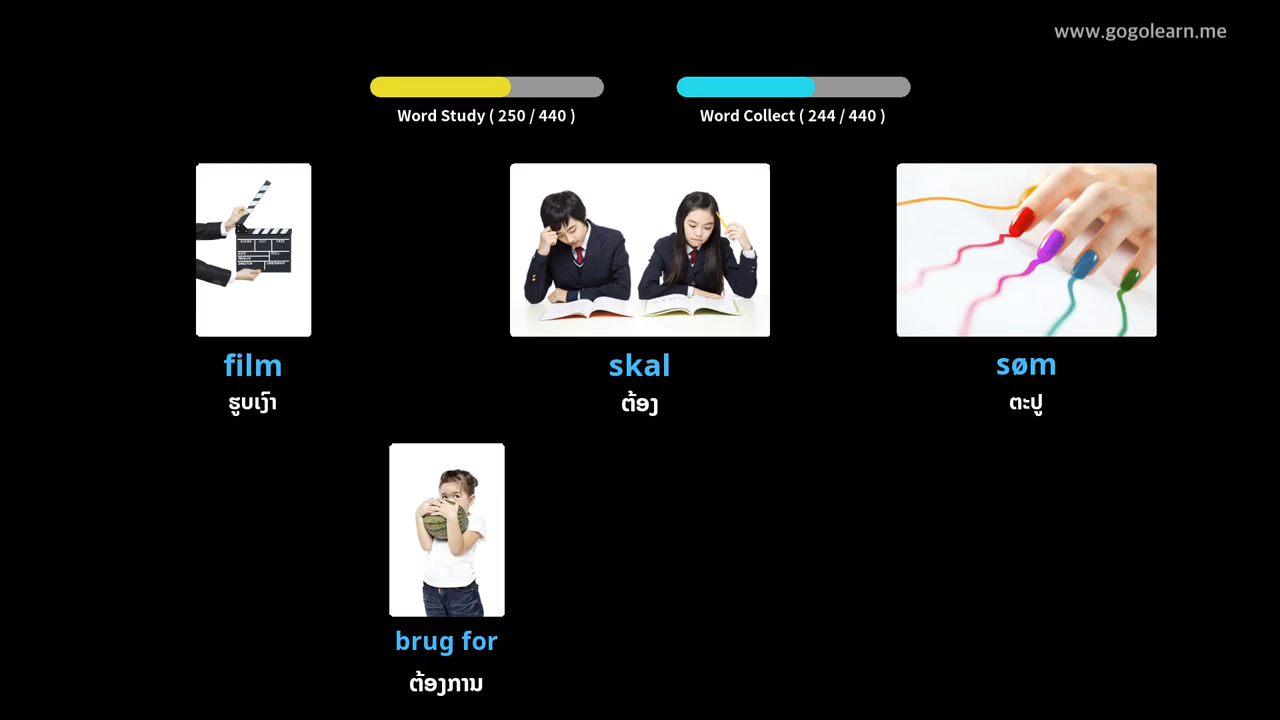 www.gogolearn.me
Word Study ( 250 / 440 )
Word Collect ( 244 / 440 )
film
ຮູບເງົາ
skal
ຕ້ອງ
søm
ຕະປູ
brug for
ຕ້ອງການ